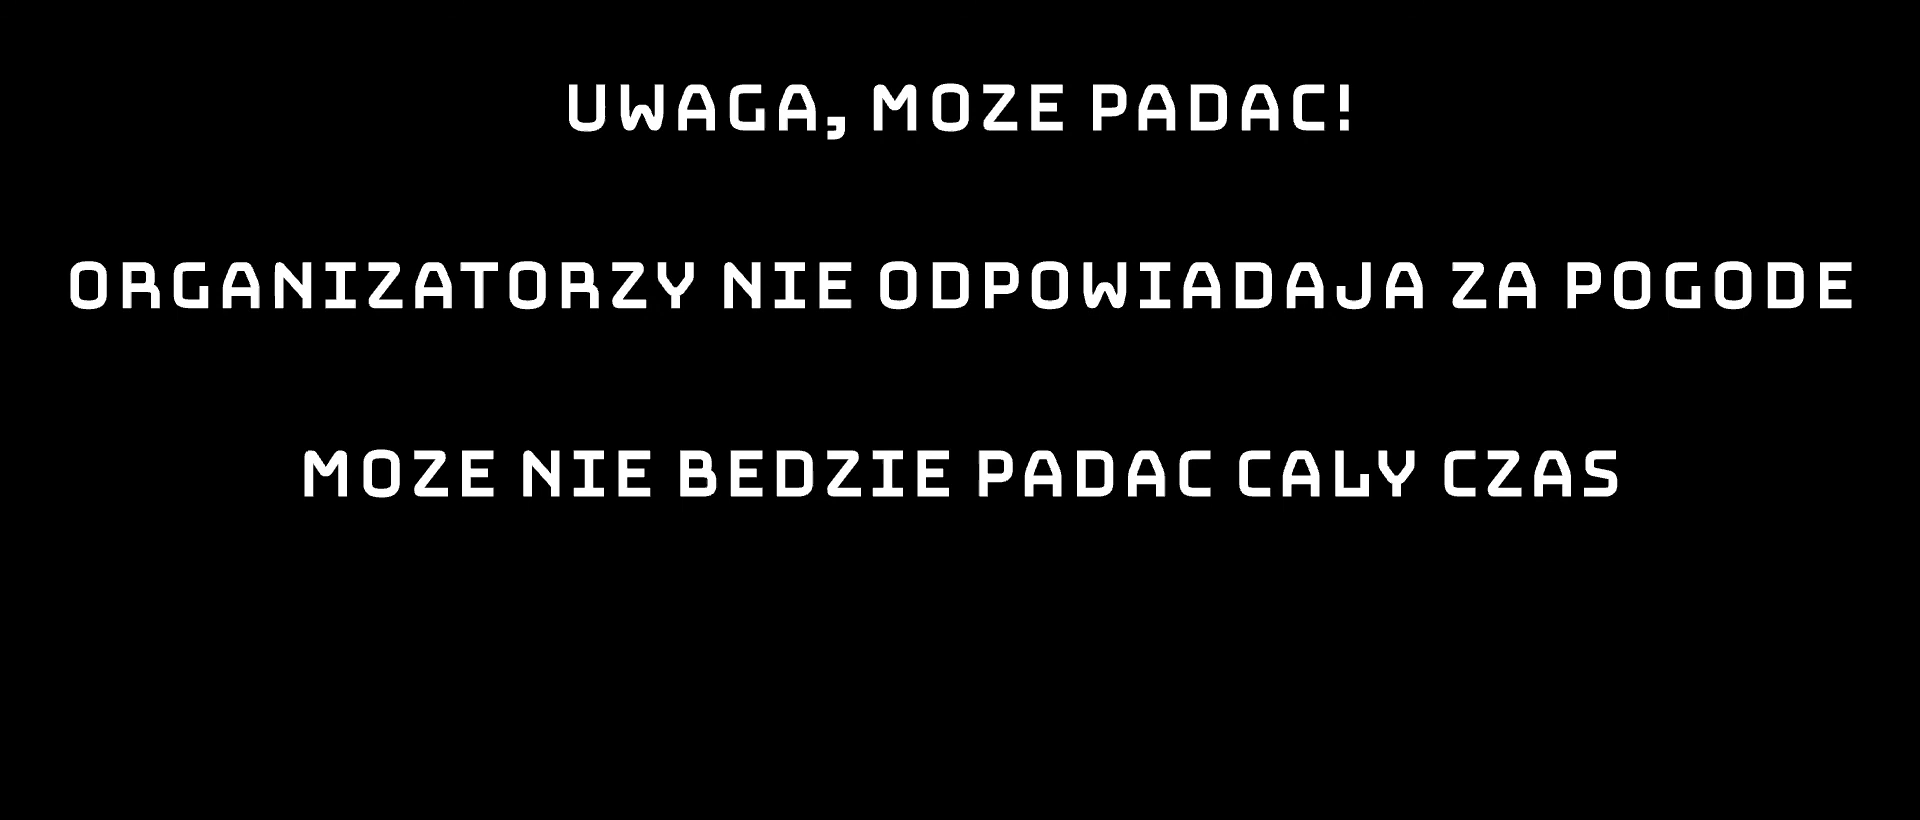 UWAGA, MOZE PADAC!
ORGANIZATORZY NIE ODPOWIADAJA ZA POGODE
MOZE NIE BEDZIE PADAC CALY CZAS